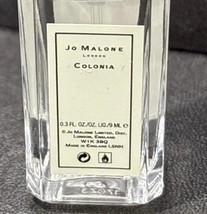 Jo Malone
London
Colonia
0.3 FL.OZ./OZ. LIQ./9 ML ℮
© Jo Malone Limited, Dist.
London, England
W1K 3BQ
Made in England